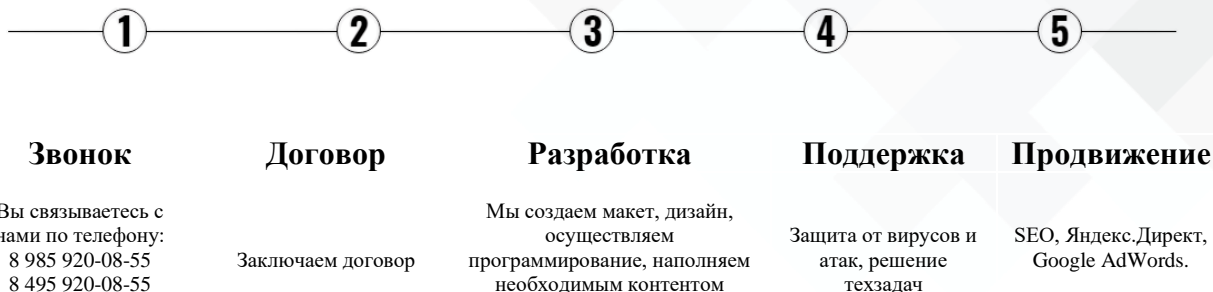 1 2 3 4 5
Звонок Договор Разработка Поддержка Продвижение
Вы связываетесь с
нами по телефону:
8 985 920-08-55
8 495 920-08-55
Заключаем договор
Мы создаем макет, дизайн,
осуществляем
программирование, наполняем
необходимым контентом
Защита от вирусов и
атак, решение
техзадач
SEO, Яндекс.Директ,
Google AdWords.